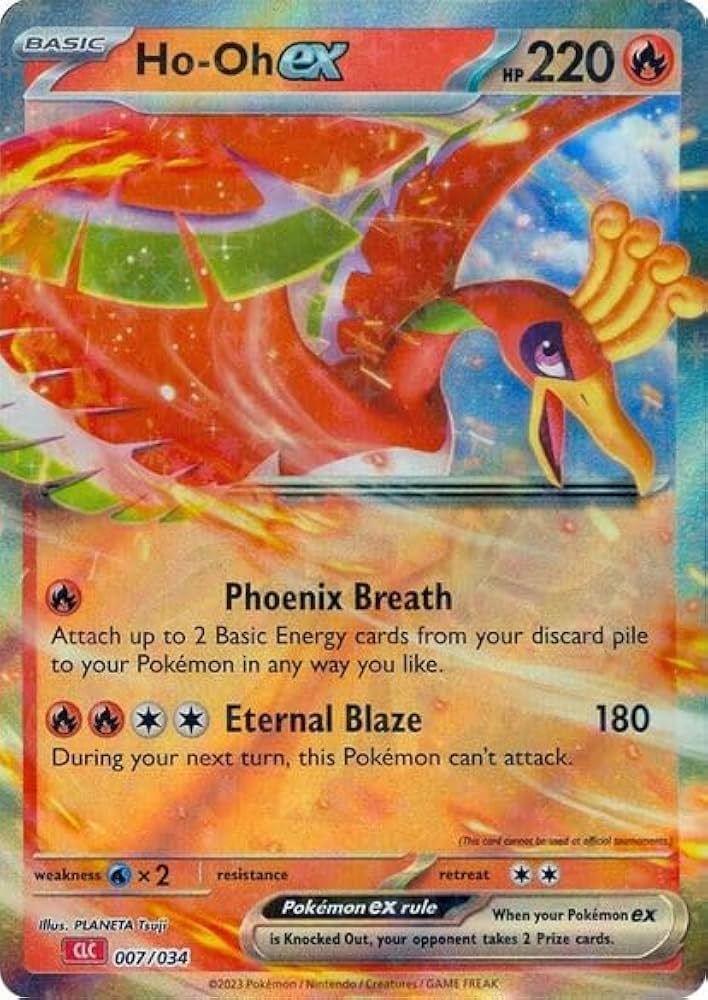 BASIC
Ho-Oh ex
HP 220
Phoenix Breath
Attach up to 2 Basic Energy cards from your discard pile
to your Pokémon in any way you like.
Eternal Blaze 180
During your next turn, this Pokémon can't attack.
(This card cannot be used at official tournaments.)
weakness ×2 resistance retreat
Illus. PLANETA Tsuji
Pokémon ex rule
When your Pokémon ex
is Knocked Out, your opponent takes 2 Prize cards.
CLC 007/034
©2023 Pokémon / Nintendo / Creatures / GAME FREAK